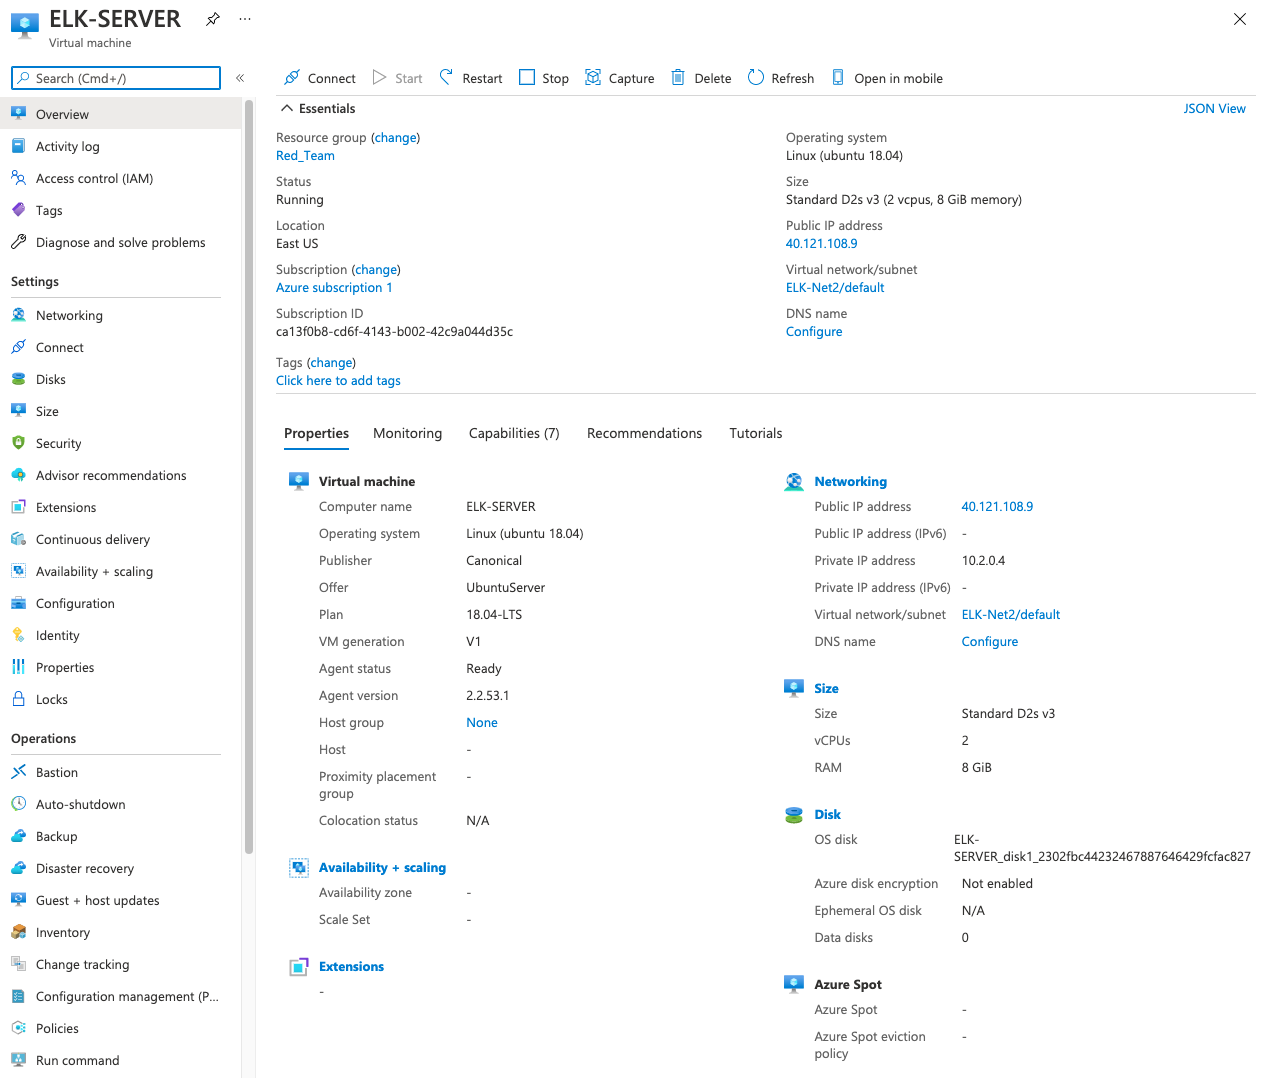 ELK-SERVER
Virtual machine
Search (Cmd+/)
«
Overview
Activity log
Access control (IAM)
Tags
Diagnose and solve problems
Settings
Networking
Connect
Disks
Size
Security
Advisor recommendations
Extensions
Continuous delivery
Availability + scaling
Configuration
Identity
Properties
Locks
Operations
Bastion
Auto-shutdown
Backup
Disaster recovery
Guest + host updates
Inventory
Change tracking
Configuration management (P...
Policies
Run command
Connect Start Restart Stop Capture Delete Refresh Open in mobile
Essentials
JSON View
Resource group (change)
Red_Team
Status
Running
Location
East US
Subscription (change)
Azure subscription 1
Subscription ID
ca13f0b8-cd6f-4143-b002-42c9a044d35c
Tags (change)
Click here to add tags
Operating system
Linux (ubuntu 18.04)
Size
Standard D2s v3 (2 vcpus, 8 GiB memory)
Public IP address
40.121.108.9
Virtual network/subnet
ELK-Net2/default
DNS name
Configure
Properties Monitoring Capabilities (7) Recommendations Tutorials
Virtual machine
Computer name ELK-SERVER
Operating system Linux (ubuntu 18.04)
Publisher Canonical
Offer UbuntuServer
Plan 18.04-LTS
VM generation V1
Agent status Ready
Agent version 2.2.53.1
Host group None
Host -
Proximity placement -
group
Colocation status N/A
Availability + scaling
Availability zone -
Scale Set -
Extensions
-
Networking
Public IP address 40.121.108.9
Public IP address (IPv6) -
Private IP address 10.2.0.4
Private IP address (IPv6) -
Virtual network/subnet ELK-Net2/default
DNS name Configure
Size
Size Standard D2s v3
vCPUs 2
RAM 8 GiB
Disk
OS disk ELK-
SERVER_disk1_2302fbc44232467887646429fcfac827
Azure disk encryption Not enabled
Ephemeral OS disk N/A
Data disks 0
Azure Spot
Azure Spot -
Azure Spot eviction -
policy